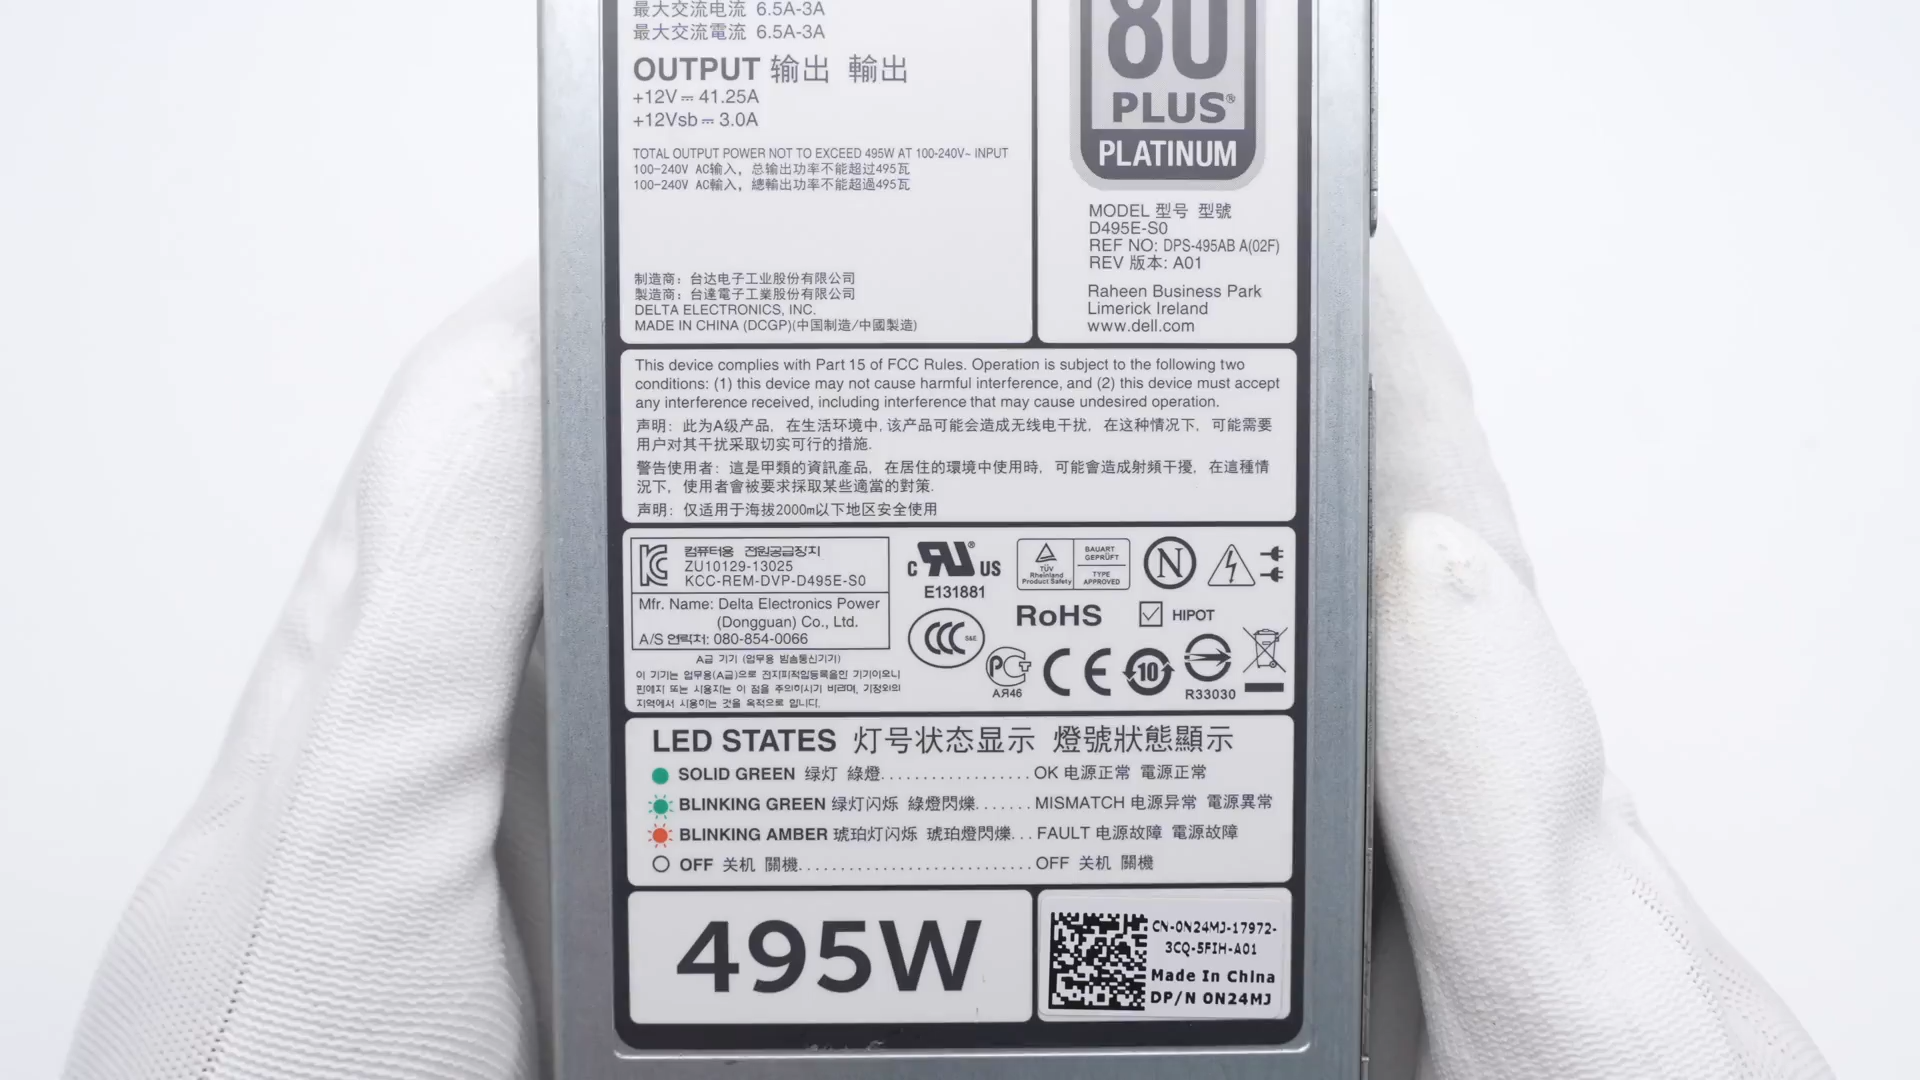 最大交流电流 6.5A-3A
最大交流電流 6.5A-3A
OUTPUT 输出 輸出
+12V⎓ 41.25A
+12Vsb⎓ 3.0A
TOTAL OUTPUT POWER NOT TO EXCEED 495W AT 100-240V~ INPUT
100-240V AC输入，总输出功率不能超过495瓦
100-240V AC輸入，總輸出功率不能超過495瓦
制造商：台达电子工业股份有限公司
製造商：台達電子工業股份有限公司
DELTA ELECTRONICS, INC.
MADE IN CHINA (DCGP)(中国制造/中國製造)
80
PLUS®
PLATINUM
MODEL 型号 型號
D495E-S0
REF NO: DPS-495AB A(02F)
REV 版本: A01
Raheen Business Park
Limerick Ireland
www.dell.com
This device complies with Part 15 of FCC Rules. Operation is subject to the following two
conditions: (1) this device may not cause harmful interference, and (2) this device must accept
any interference received, including interference that may cause undesired operation.
声明：此为A级产品，在生活环境中,该产品可能会造成无线电干扰，在这种情况下，可能需要
用户对其干扰采取切实可行的措施.
警告使用者：這是甲類的資訊產品，在居住的環境中使用時，可能會造成射頻干擾，在這種情
況下，使用者會被要求採取某些適當的對策.
声明：仅适用于海拔2000m以下地区安全使用
컴퓨터용 전원공급장치
ZU10129-13025
KCC-REM-DVP-D495E-S0
Mfr. Name: Delta Electronics Power
(Dongguan) Co., Ltd.
A/S 연락처: 080-854-0066
A급 기기 (업무용 방송통신기기)
이 기기는 업무용(A급)으로 전자파적합등록을한 기기이오니
판매자 또는 사용자는 이 점을 주의하시기 바라며, 가정외의
지역에서 사용하는 것을 목적으로 합니다.
C US
E131881
TÜV
Rheinland
Product Safety
BAUART
GEPRÜFT
TYPE
APPROVED
N
RoHS
HIPOT
CCC S&E
АЯ46
CE
10
R33030
LED STATES 灯号状态显示 燈號狀態顯示
SOLID GREEN 绿灯 綠燈..................OK 电源正常 電源正常
BLINKING GREEN 绿灯闪烁 綠燈閃爍.......MISMATCH 电源异常 電源異常
BLINKING AMBER 琥珀灯闪烁 琥珀燈閃爍...FAULT 电源故障 電源故障
OFF 关机 關機............................OFF 关机 關機
495W
CN-0N24MJ-17972-
3CQ-5FIH-A01
Made In China
DP/N 0N24MJ